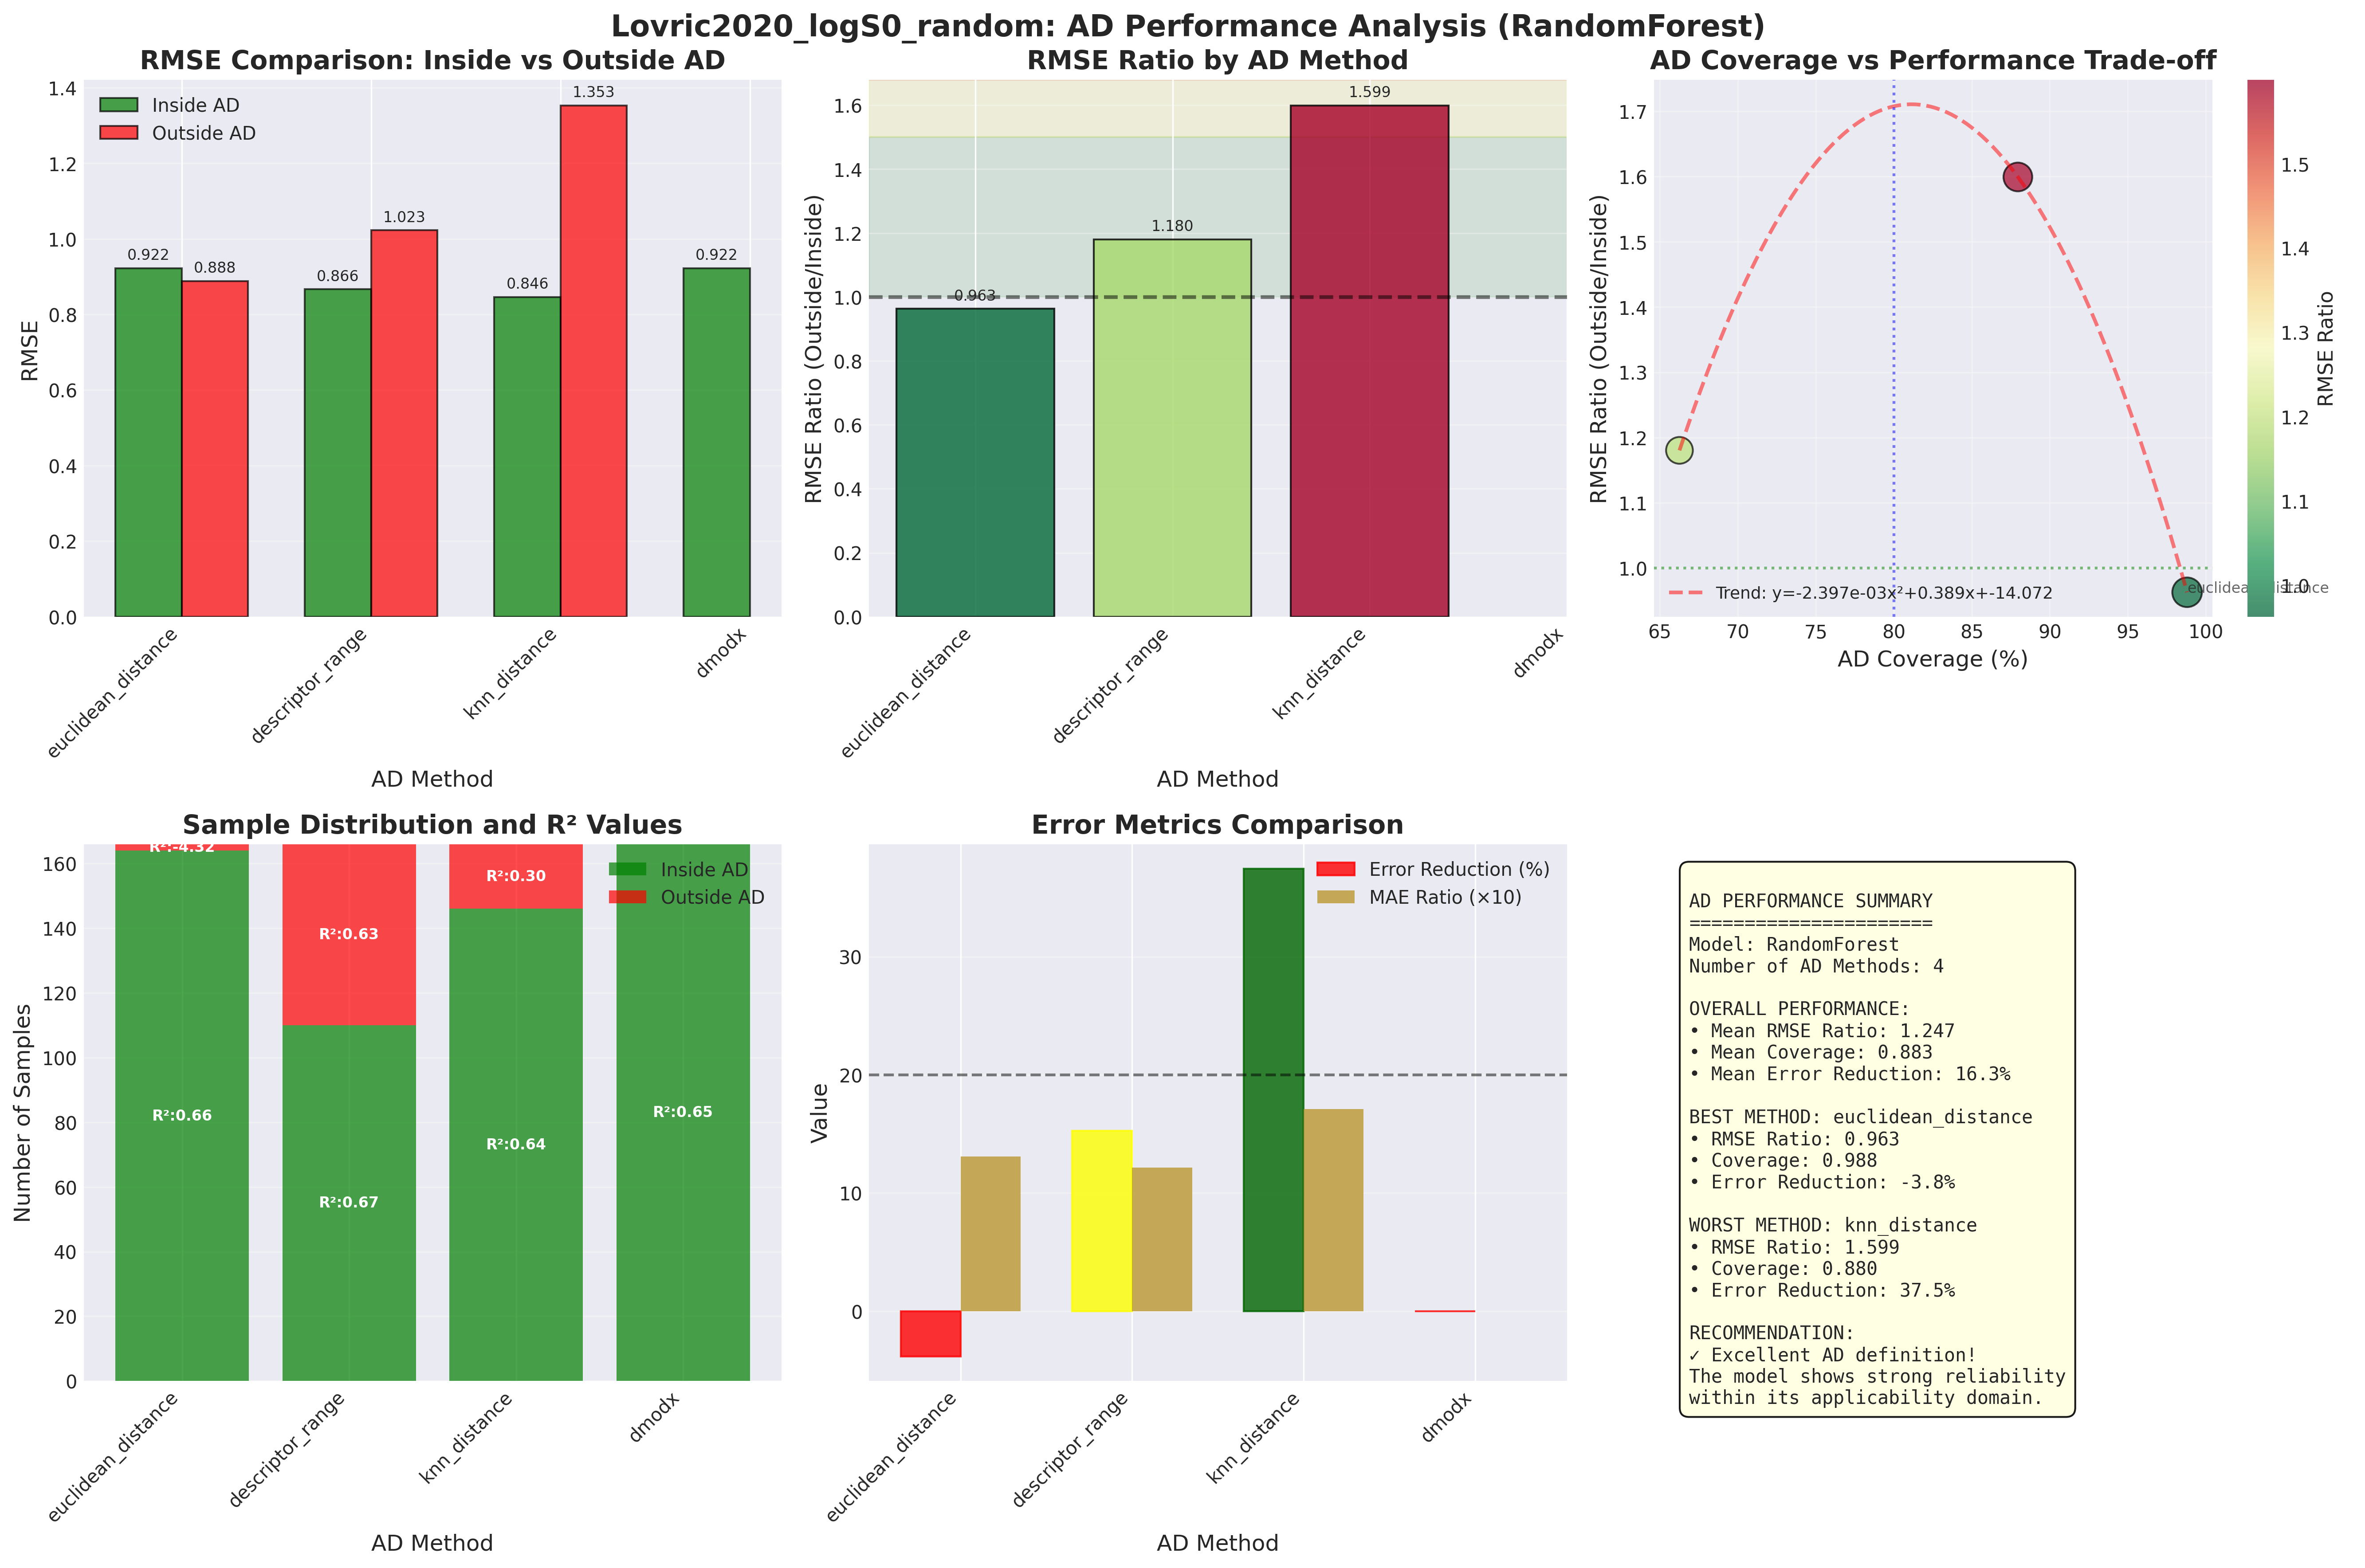 Lovric2020_logS0_random: AD Performance Analysis (RandomForest)
RMSE Comparison: Inside vs Outside AD
Inside AD
Outside AD
1.4
1.2
1.0
0.8
0.6
0.4
0.2
0.0
RMSE
0.922
0.888
0.866
1.023
0.846
1.353
0.922
euclidean_distance
descriptor_range
knn_distance
dmodx
AD Method
RMSE Ratio by AD Method
1.6
1.4
1.2
1.0
0.8
0.6
0.4
0.2
0.0
RMSE Ratio (Outside/Inside)
0.963
1.180
1.599
euclidean_distance
descriptor_range
knn_distance
dmodx
AD Method
AD Coverage vs Performance Trade-off
1.7
1.6
1.5
1.4
1.3
1.2
1.1
1.0
RMSE Ratio (Outside/Inside)
Trend: y=-2.397e-03x²+0.389x+-14.072
euclidean_distance
65 70 75 80 85 90 95 100
AD Coverage (%)
1.5
1.4
1.3
1.2
1.1
1.0
RMSE Ratio
Sample Distribution and R² Values
Inside AD
Outside AD
160
140
120
100
80
60
40
20
0
Number of Samples
R²:-4.32
R²:0.66
R²:0.63
R²:0.67
R²:0.30
R²:0.64
R²:0.65
euclidean_distance
descriptor_range
knn_distance
dmodx
AD Method
Error Metrics Comparison
Error Reduction (%)
MAE Ratio (×10)
30
20
10
0
Value
euclidean_distance
descriptor_range
knn_distance
dmodx
AD Method
AD PERFORMANCE SUMMARY
======================
Model: RandomForest
Number of AD Methods: 4
OVERALL PERFORMANCE:
• Mean RMSE Ratio: 1.247
• Mean Coverage: 0.883
• Mean Error Reduction: 16.3%
BEST METHOD: euclidean_distance
• RMSE Ratio: 0.963
• Coverage: 0.988
• Error Reduction: -3.8%
WORST METHOD: knn_distance
• RMSE Ratio: 1.599
• Coverage: 0.880
• Error Reduction: 37.5%
RECOMMENDATION:
✓ Excellent AD definition!
The model shows strong reliability
within its applicability domain.